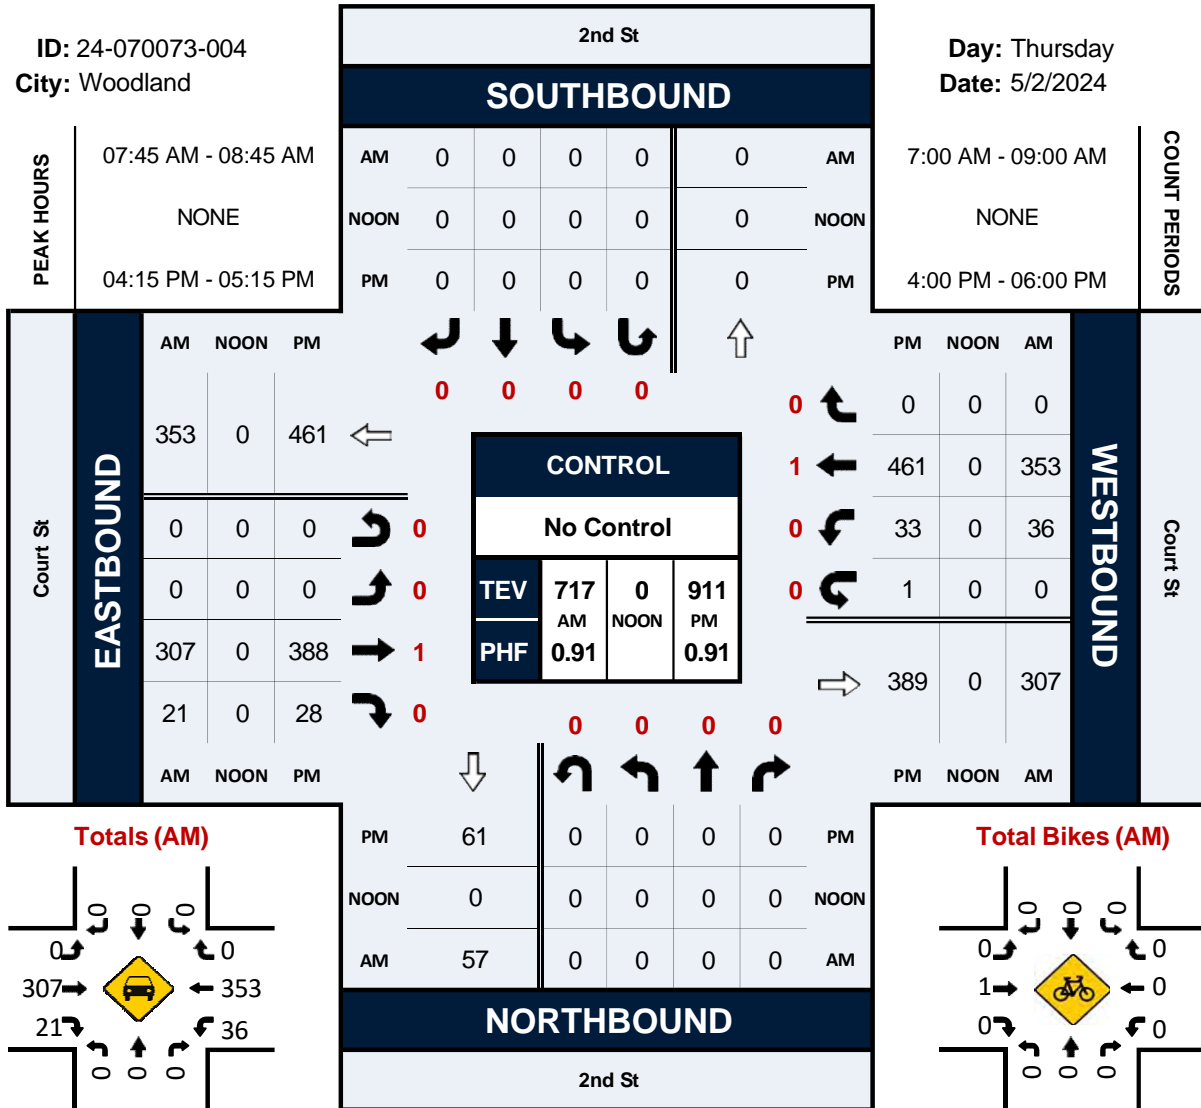 2nd St
ID: 24-070073-004
City: Woodland
Day: Thursday
Date: 5/2/2024
SOUTHBOUND
PEAK HOURS
07:45 AM - 08:45 AM
NONE
04:15 PM - 05:15 PM
AM 0 0 0 0 0 AM
NOON 0 0 0 0 0 NOON
PM 0 0 0 0 0 PM
7:00 AM - 09:00 AM
NONE
4:00 PM - 06:00 PM
COUNT PERIODS
0 0 0 0
Court St
EASTBOUND
AM NOON PM
353 0 461
0 0 0 0
0 0 0 0
307 0 388 1
21 0 28 0
AM NOON PM
CONTROL
No Control
TEV 717 0 911
AM NOON PM
PHF 0.91 0.91
PM NOON AM
0 0 0 0
1 461 0 353
0 33 0 36
0 1 0 0
389 0 307
PM NOON AM
WESTBOUND
Court St
0 0 0 0
PM 61 0 0 0 0 PM
NOON 0 0 0 0 0 NOON
AM 57 0 0 0 0 AM
NORTHBOUND
2nd St
Totals (AM)
0 0 0
0 0
307 353
21 36
0 0 0
Total Bikes (AM)
0 0 0
0 0
1 0
0 0
0 0 0